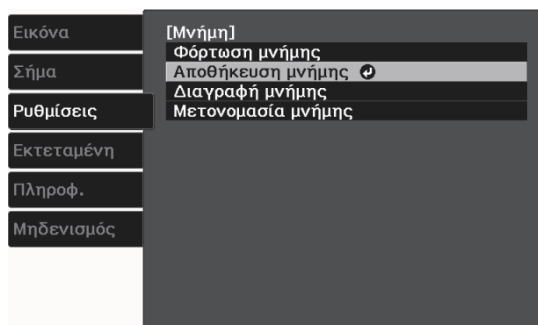 Εικόνα
Σήμα
Ρυθμίσεις
Εκτεταμένη
Πληροφ.
Μηδενισμός
[Μνήμη]
Φόρτωση μνήμης
Αποθήκευση μνήμης
Διαγραφή μνήμης
Μετονομασία μνήμης